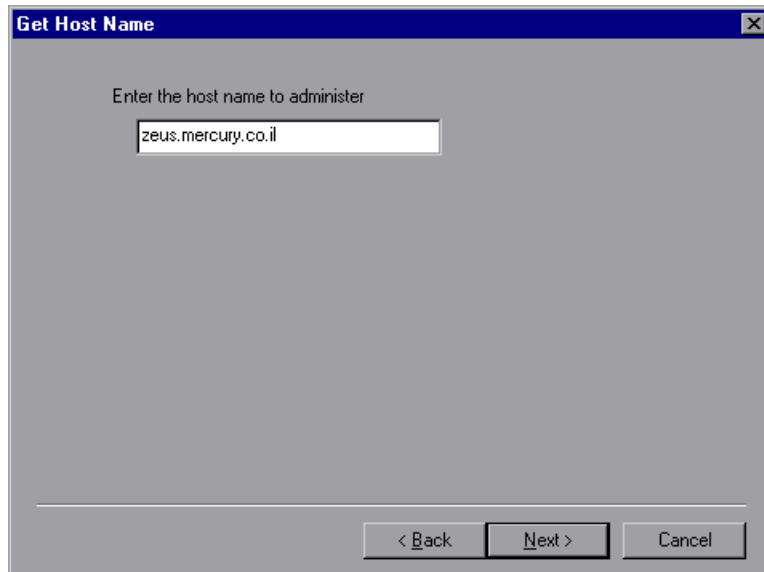 Get Host Name
Enter the host name to administer
zeus.mercury.co.il
< Back Next > Cancel